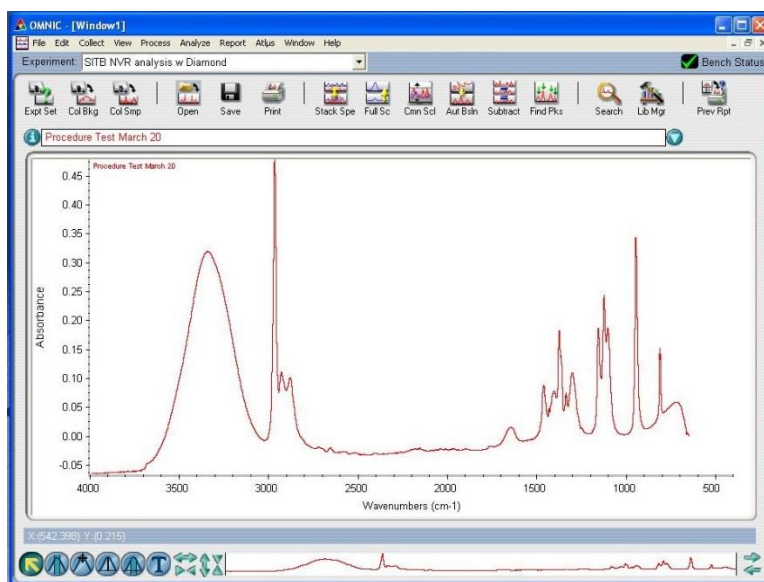 OMNIC - [Window1]
File Edit Collect View Process Analyze Report Atlµs Window Help
Experiment: SITB NVR analysis w Diamond Bench Status
Expt Set Col Bkg Col Smp Open Save Print Stack Spe Full Sc Cmn Scl Aut Bsln Subtract Find Pks Search Lib Mgr Prev Rpt
Procedure Test March 20
Procedure Test March 20
0.45
0.40
0.35
0.30
0.25
0.20
0.15
0.10
0.05
0.00
-0.05
Absorbance
4000 3500 3000 2500 2000 1500 1000 500
Wavenumbers (cm-1)
X:(542.398) Y:(0.215)
T